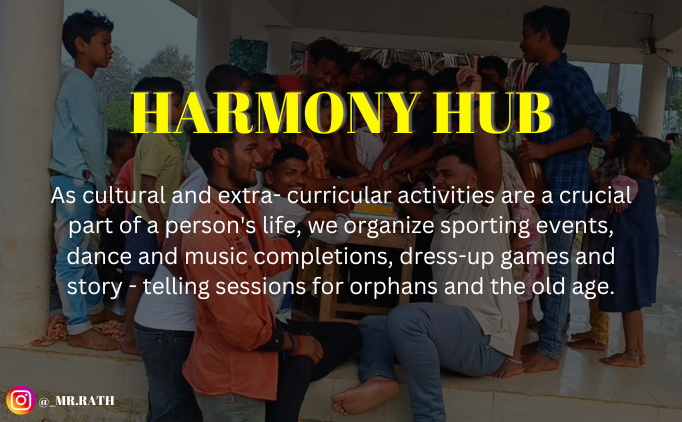 HARMONY HUB
As cultural and extra- curricular activities are a crucial
part of a person's life, we organize sporting events,
dance and music completions, dress-up games and
story - telling sessions for orphans and the old age.
@_MR.RATH